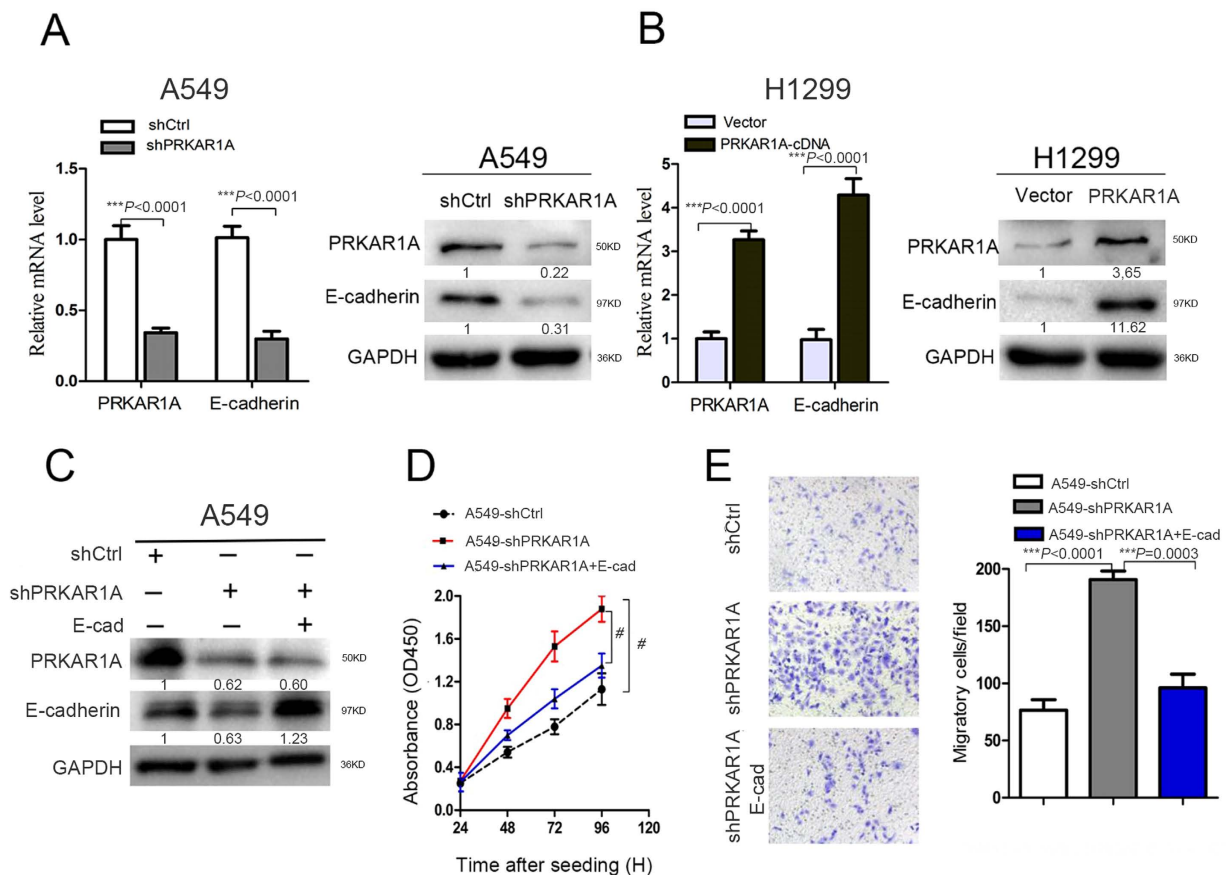 A
A549
shCtrl
shPRKAR1A
Relative mRNA level
1.5
1.0
0.5
0.0
***P<0.0001
***P<0.0001
PRKAR1A
E-cadherin
A549
shCtrl shPRKAR1A
PRKAR1A
50KD
1 0.22
E-cadherin
97KD
1 0.31
GAPDH
36KD
B
H1299
Vector
PRKAR1A-cDNA
Relative mRNA level
5
4
3
2
1
0
***P<0.0001
***P<0.0001
PRKAR1A
E-cadherin
H1299
Vector PRKAR1A
PRKAR1A
50KD
1 3,65
E-cadherin
97KD
1 11.62
GAPDH
36KD
C
A549
shCtrl + − −
shPRKAR1A − + +
E-cad − − +
PRKAR1A
50KD
1 0.62 0.60
E-cadherin
97KD
1 0.63 1.23
GAPDH
36KD
D
A549-shCtrl
A549-shPRKAR1A
A549-shPRKAR1A+E-cad
Absorbance (OD450)
2.0
1.6
1.2
0.8
0.4
0.0
#
#
24 48 72 96 120
Time after seeding (H)
E
shCtrl
shPRKAR1A
shPRKAR1A
E-cad
A549-shCtrl
A549-shPRKAR1A
A549-shPRKAR1A+E-cad
***P<0.0001
***P=0.0003
Migratory cells/field
200
150
100
50
0